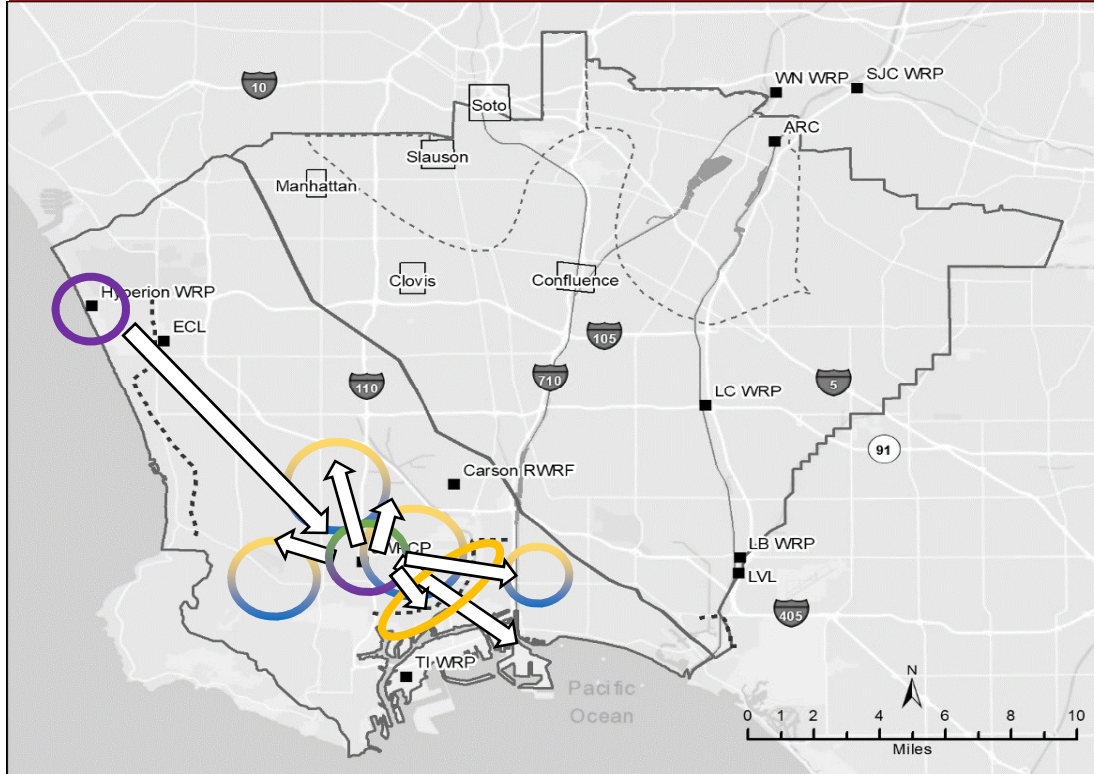 WN WRP
SJC WRP
10
Soto
ARC
Slauson
Manhattan
Clovis
Confluence
Hyperion WRP
ECL
105
710
110
5
LC WRP
91
Carson RWRF
LB WRP
LVL
405
TI WRP
Pacific
Ocean
N
0 1 2 4 6 8 10
Miles